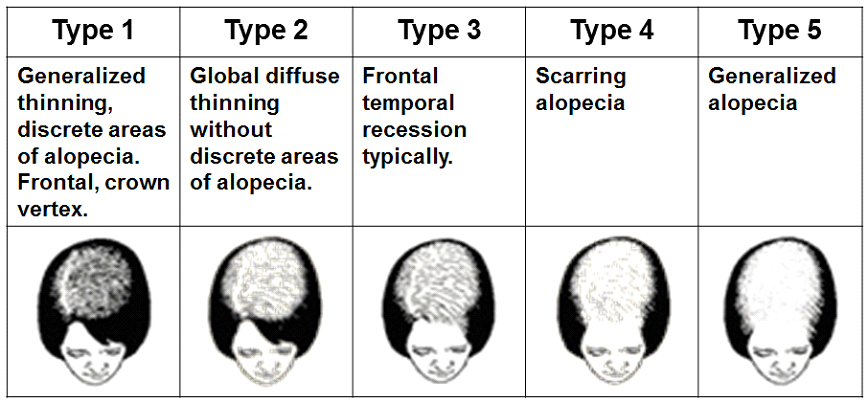 Type 1
Type 2
Type 3
Type 4
Type 5
Generalized
thinning,
discrete areas
of alopecia.
Frontal, crown
vertex.
Global diffuse
thinning
without
discrete areas
of alopecia.
Frontal
temporal
recession
typically.
Scarring
alopecia
Generalized
alopecia